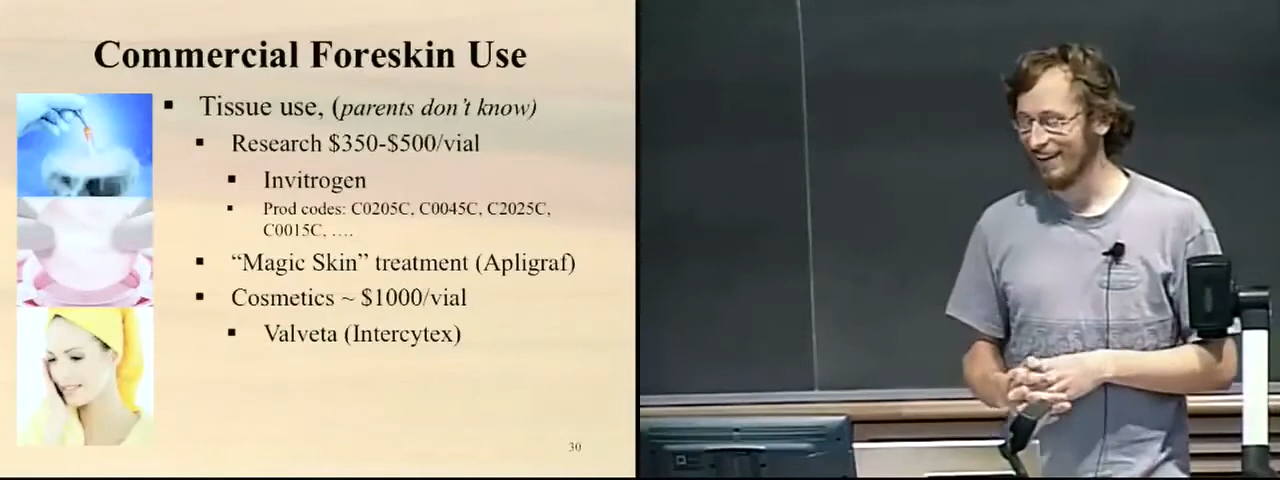 Commercial Foreskin Use
Tissue use, (parents don't know)
Research $350-$500/vial
Invitrogen
Prod codes: C0205C, C0045C, C2025C,
C0015C, ….
“Magic Skin” treatment (Apligraf)
Cosmetics ~ $1000/vial
Valveta (Intercytex)
30